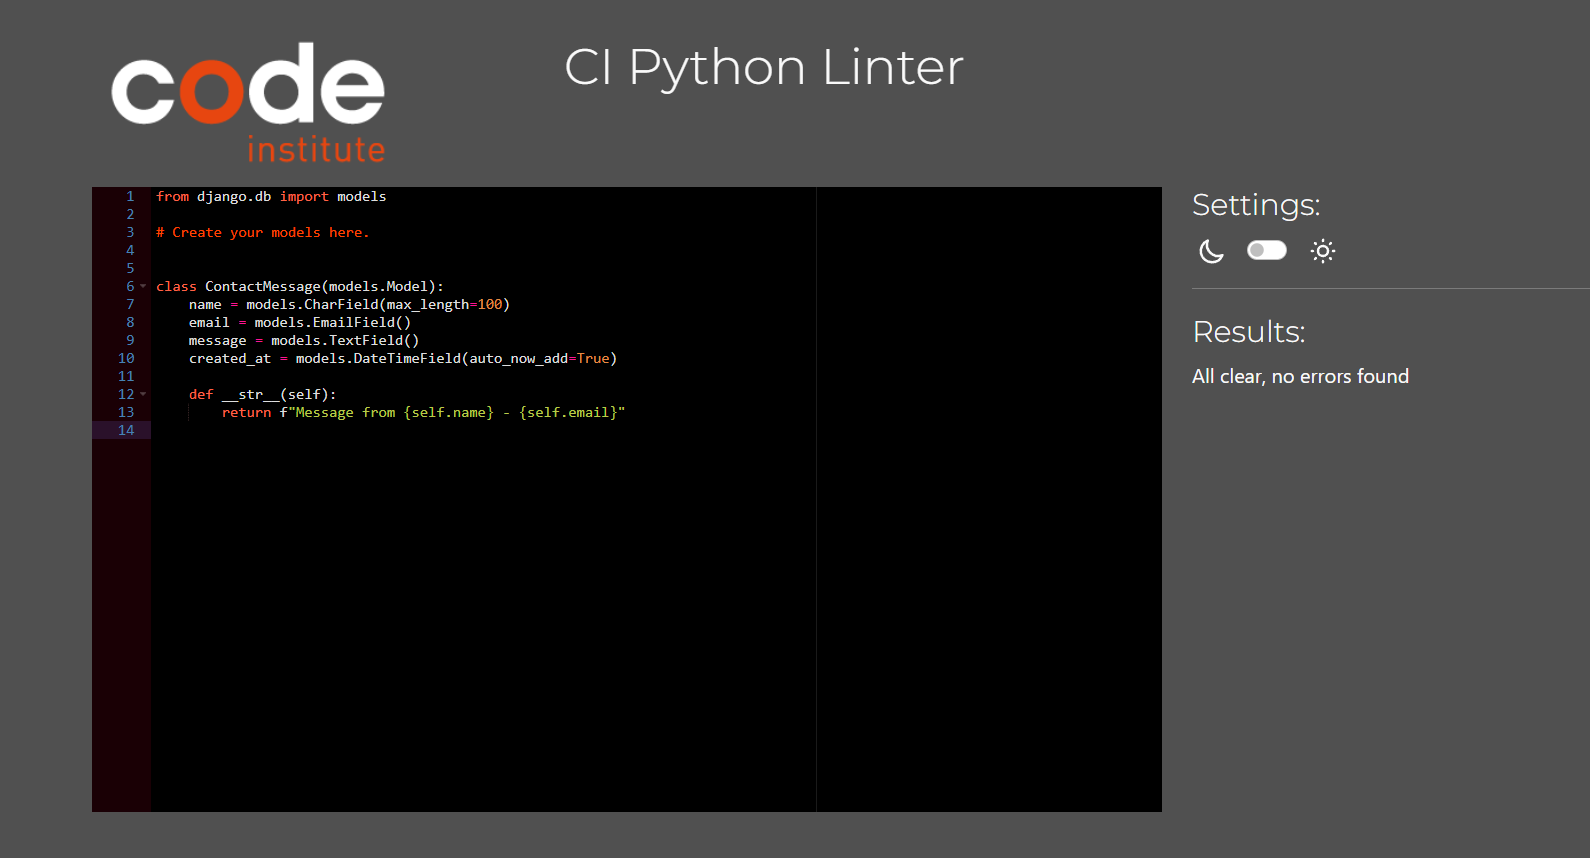 code
institute
CI Python Linter
1 from django.db import models
2
3 # Create your models here.
4
5
6 class ContactMessage(models.Model):
7     name = models.CharField(max_length=100)
8     email = models.EmailField()
9     message = models.TextField()
10     created_at = models.DateTimeField(auto_now_add=True)
11
12     def __str__(self):
13         return f"Message from {self.name} - {self.email}"
14
Settings:
Results:
All clear, no errors found